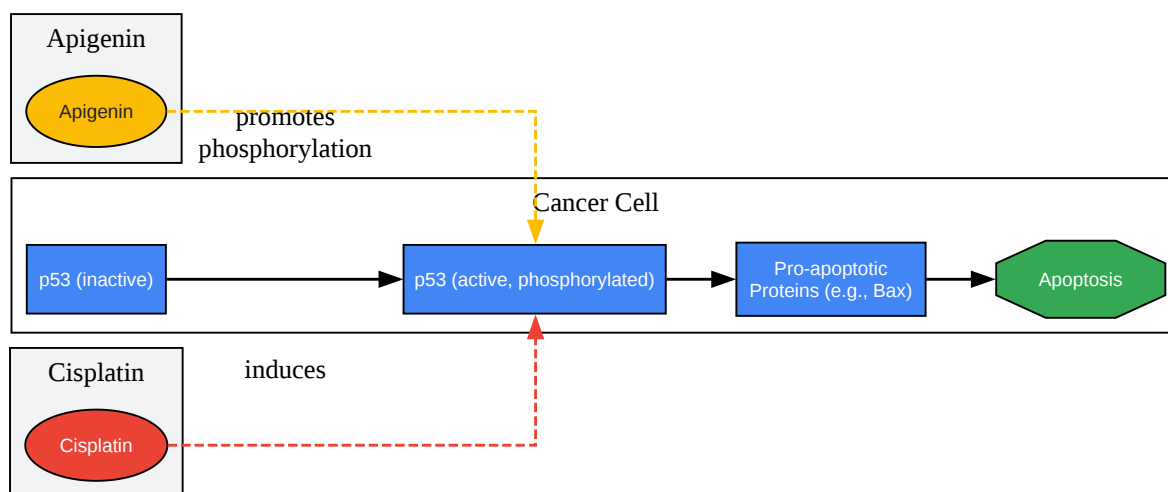 Apigenin
Apigenin
promotes
phosphorylation
Cancer Cell
p53 (inactive)
p53 (active, phosphorylated)
Pro-apoptotic
Proteins (e.g., Bax)
Apoptosis
Cisplatin
induces
Cisplatin